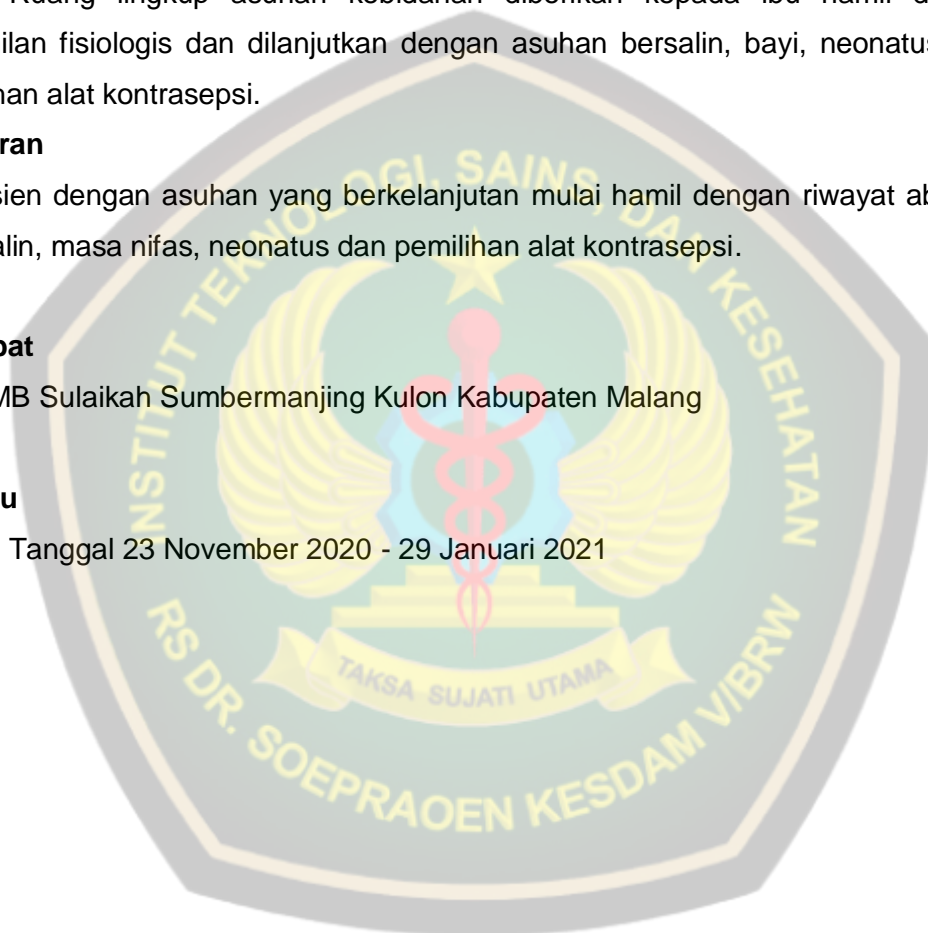 Ruang lingkup asuhan kebidanan diberikan kepada ibu hamil d
ilan fisiologis dan dilanjutkan dengan asuhan bersalin, bayi, neonatus
nan alat kontrasepsi.
ran
sien dengan asuhan yang berkelanjutan mulai hamil dengan riwayat ab
alin, masa nifas, neonatus dan pemilihan alat kontrasepsi.
pat
MB Sulaikah Sumbermanjing Kulon Kabupaten Malang
u
Tanggal 23 November 2020 - 29 Januari 2021
INSTITUT TEKNOLOGI, SAINS, DAN KESEHATAN
TAKSA SUJATI UTAMA
RS DR. SOEPRAOEN KESDAM V/BRW